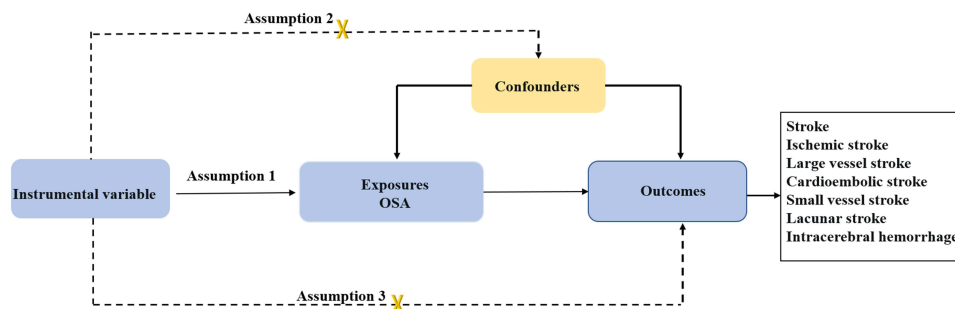 Assumption 2
Confounders
Instrumental variable
Assumption 1
Exposures
OSA
Outcomes
Stroke
Ischemic stroke
Large vessel stroke
Cardioembolic stroke
Small vessel stroke
Lacunar stroke
Intracerebral hemorrhage
Assumption 3